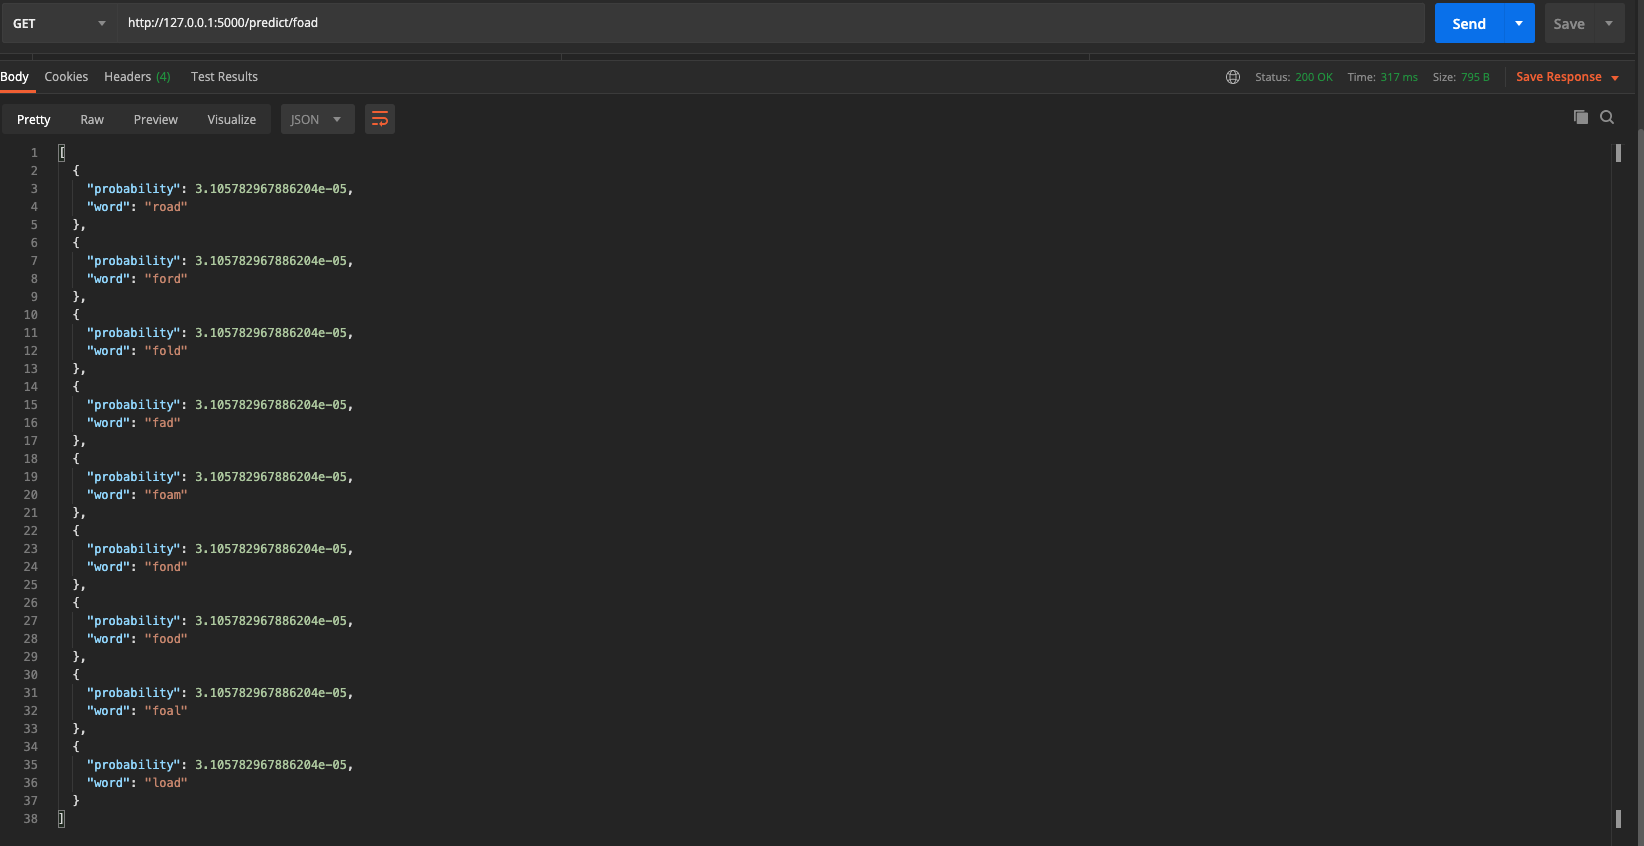 GET http://127.0.0.1:5000/predict/foad Send Save
Body Cookies Headers (4) Test Results Status: 200 OK Time: 317 ms Size: 795 B Save Response
Pretty Raw Preview Visualize JSON
1 [
2 {
3 "probability": 3.105782967886204e-05,
4 "word": "road"
5 },
6 {
7 "probability": 3.105782967886204e-05,
8 "word": "ford"
9 },
10 {
11 "probability": 3.105782967886204e-05,
12 "word": "fold"
13 },
14 {
15 "probability": 3.105782967886204e-05,
16 "word": "fad"
17 },
18 {
19 "probability": 3.105782967886204e-05,
20 "word": "foam"
21 },
22 {
23 "probability": 3.105782967886204e-05,
24 "word": "fond"
25 },
26 {
27 "probability": 3.105782967886204e-05,
28 "word": "food"
29 },
30 {
31 "probability": 3.105782967886204e-05,
32 "word": "foal"
33 },
34 {
35 "probability": 3.105782967886204e-05,
36 "word": "load"
37 }
38 ]